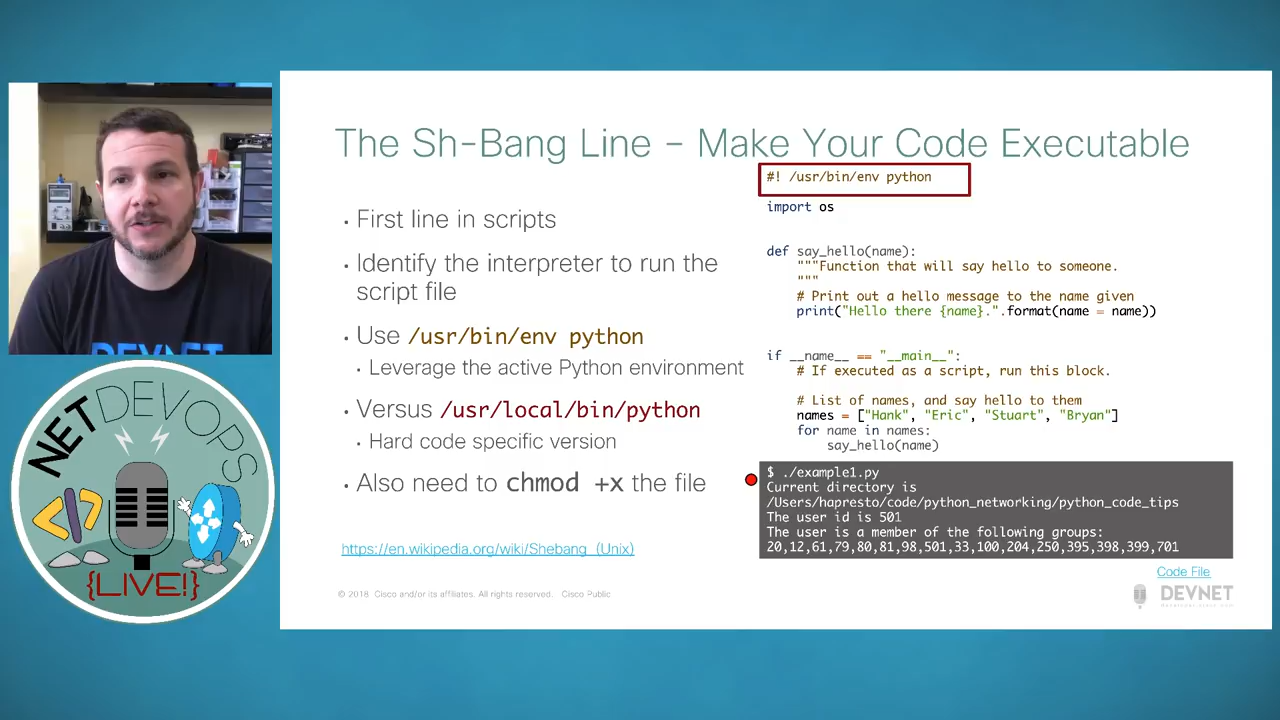 The Sh-Bang Line – Make Your Code Executable
• First line in scripts
• Identify the interpreter to run the
script file
• Use /usr/bin/env python
• Leverage the active Python environment
• Versus /usr/local/bin/python
• Hard code specific version
• Also need to chmod +x the file
https://en.wikipedia.org/wiki/Shebang_(Unix)
© 2018 Cisco and/or its affiliates. All rights reserved. Cisco Public
#! /usr/bin/env python
import os
def say_hello(name):
"""Function that will say hello to someone.
"""
# Print out a hello message to the name given
print("Hello there {name}.".format(name = name))
if __name__ == "__main__":
# If executed as a script, run this block.
# List of names, and say hello to them
names = ["Hank", "Eric", "Stuart", "Bryan"]
for name in names:
say_hello(name)
$ ./example1.py
Current directory is
/Users/hapresto/code/python_networking/python_code_tips
The user id is 501
The user is a member of the following groups:
20,12,61,79,80,81,98,501,33,100,204,250,395,398,399,701
Code File
DEVNET
DEVNET
NETDEVOPS
{LIVE!}